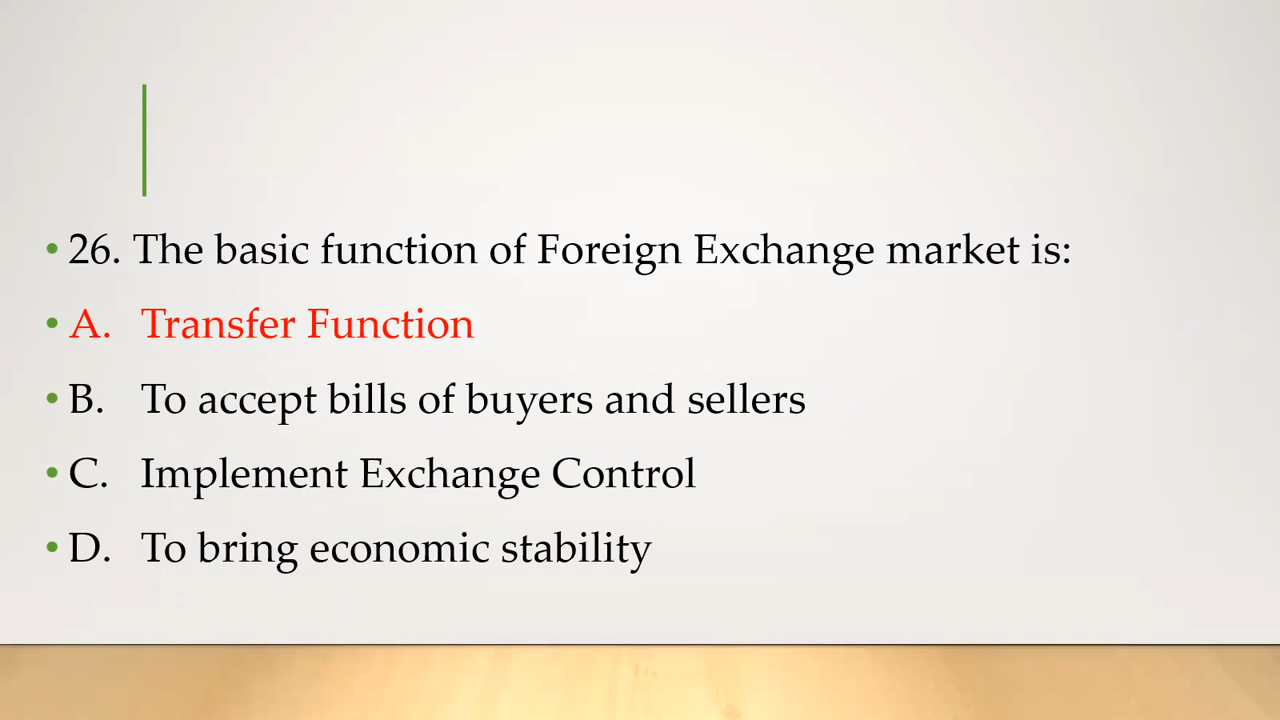 • 26. The basic function of Foreign Exchange market is:
• A. Transfer Function
• B. To accept bills of buyers and sellers
• C. Implement Exchange Control
• D. To bring economic stability